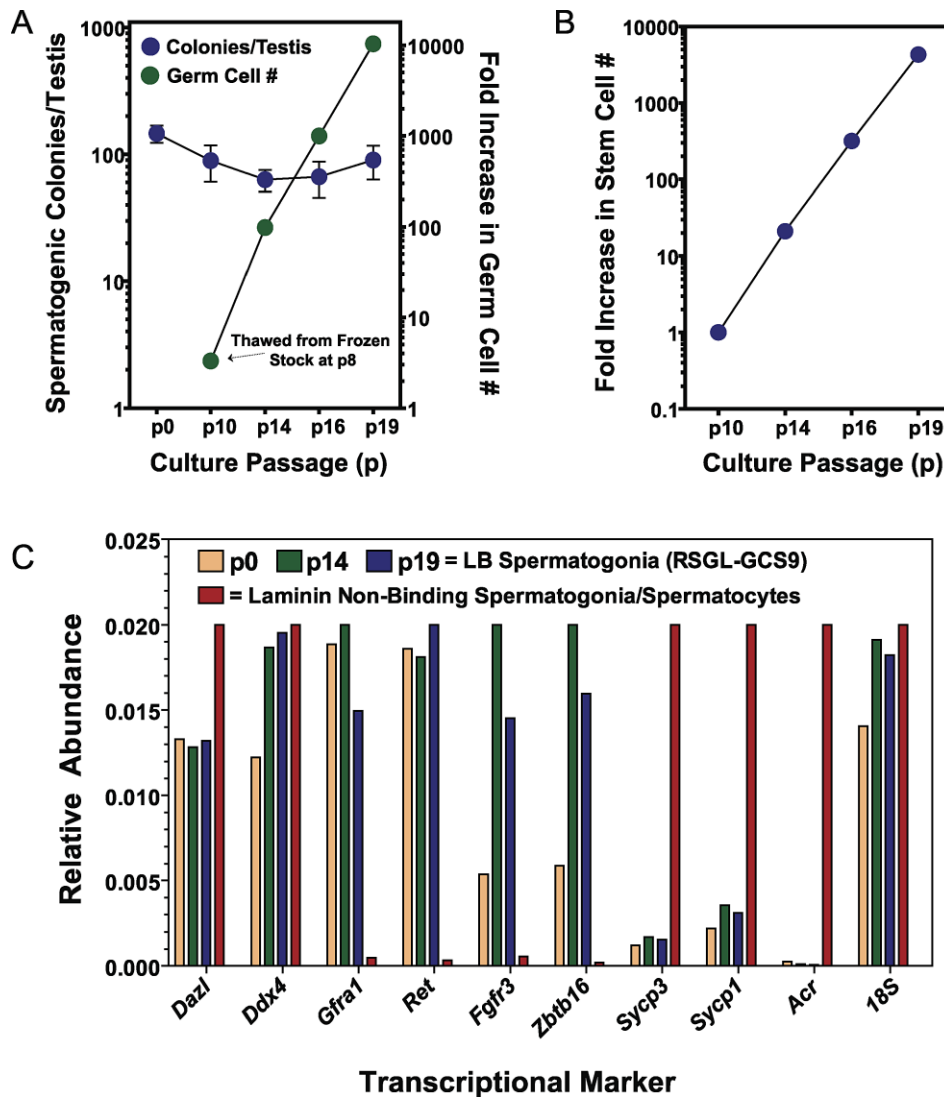 A
Spermatogenic Colonies/Testis
1000
100
10
1
Colonies/Testis
Germ Cell #
Thawed from Frozen
Stock at p8
10000
1000
100
10
1
Fold Increase in
Germ Cell #
p0 p10 p14 p16 p19
Culture Passage (p)
B
Fold Increase in Stem Cell #
10000
1000
100
10
1
0.1
p10 p14 p16 p19
Culture Passage (p)
C
Relative Abundance
0.025
0.020
0.015
0.010
0.005
0.000
p0 p14 p19 = LB Spermatogonia (RSGL-GCS9)
= Laminin Non-Binding Spermatogonia/Spermatocytes
Dazl Ddx4 Gfra1 Ret Fgfr3 Zbtb16 Sycp3 Sycp1 Acr 18S
Transcriptional Marker